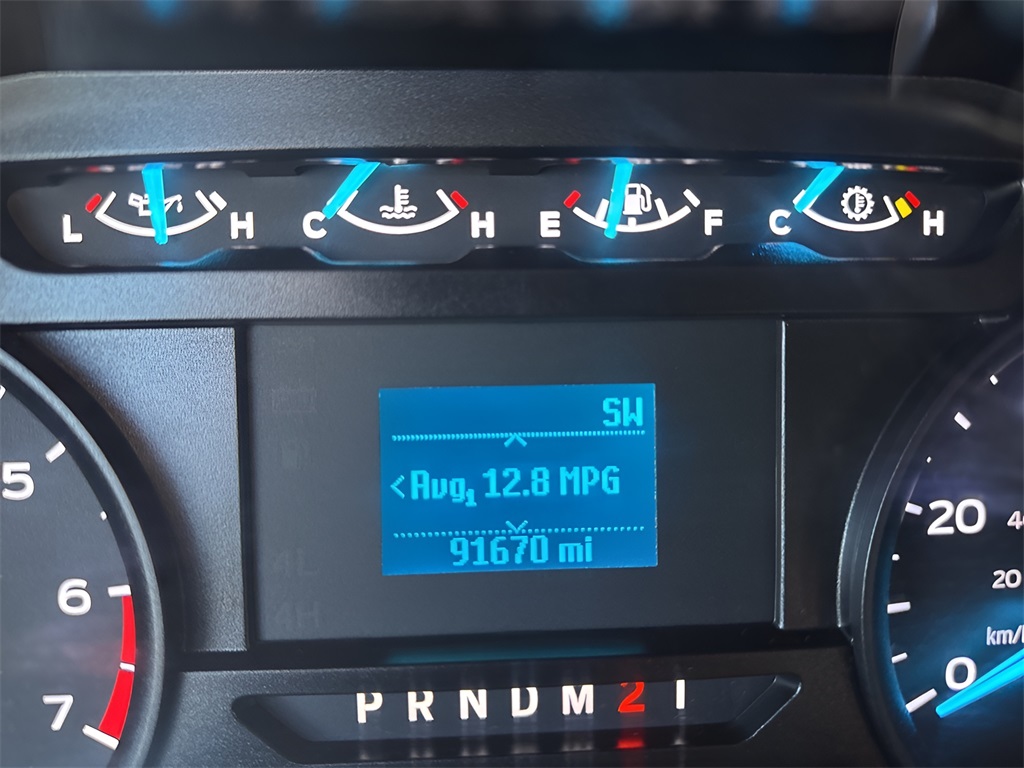 L H C H E F C H
SW
<Avg₁ 12.8 MPG
91670 mi
5
6
7
20
20
km/
0
P R N D M 2 1